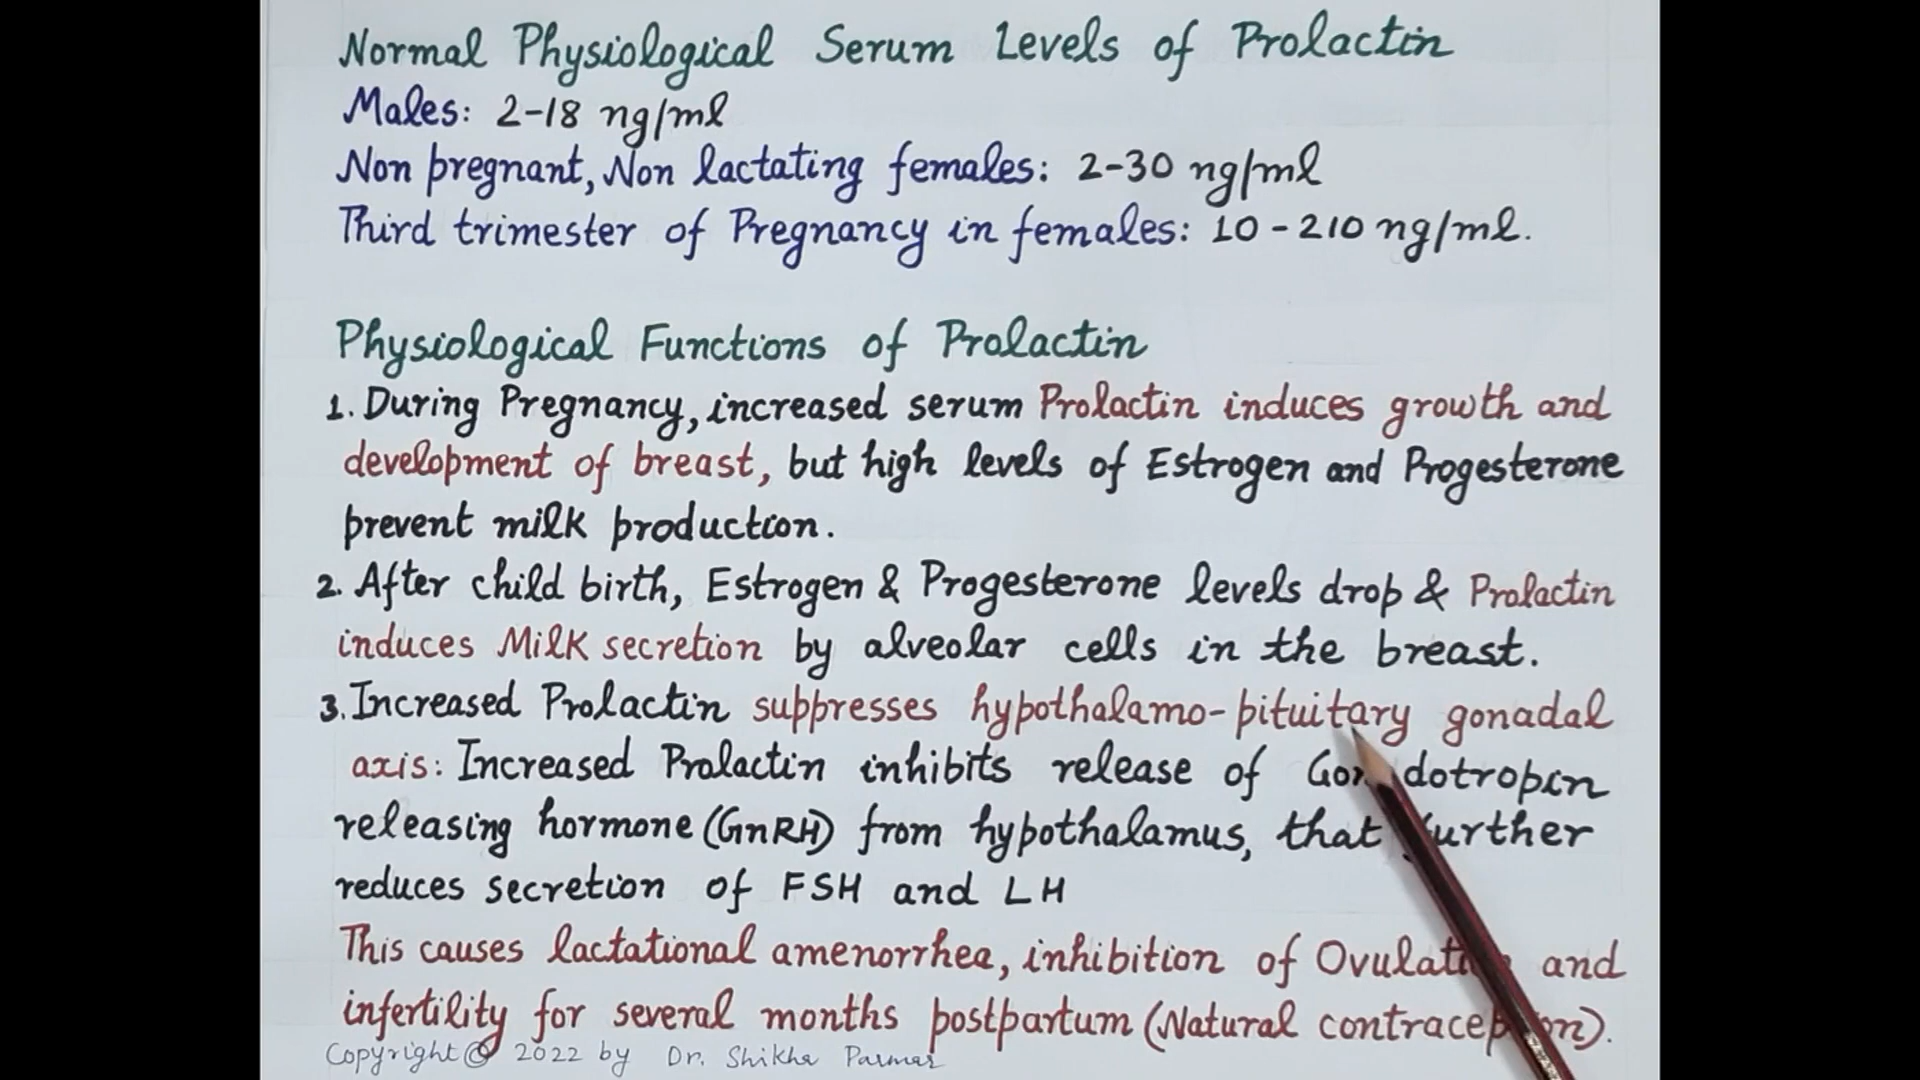 Normal Physiological Serum Levels of Prolactin
Males: 2-18 ng/ml
Non pregnant, Non lactating females: 2-30 ng/ml
Third trimester of Pregnancy in females: 10-210 ng/ml.
Physiological Functions of Prolactin
1. During Pregnancy, increased serum Prolactin induces growth and
development of breast, but high levels of Estrogen and Progesterone
prevent milk production.
2. After child birth, Estrogen & Progesterone levels drop & Prolactin
induces Milk secretion by alveolar cells in the breast.
3. Increased Prolactin suppresses hypothalamo-pituitary gonadal
axis: Increased Prolactin inhibits release of Gonadotropin
releasing hormone (GnRH) from hypothalamus, that further
reduces secretion of FSH and LH
This causes lactational amenorrhea, inhibition of Ovulation and
infertility for several months postpartum (Natural contraception).
Copyright © 2022 by Dr. Shikha Parmar